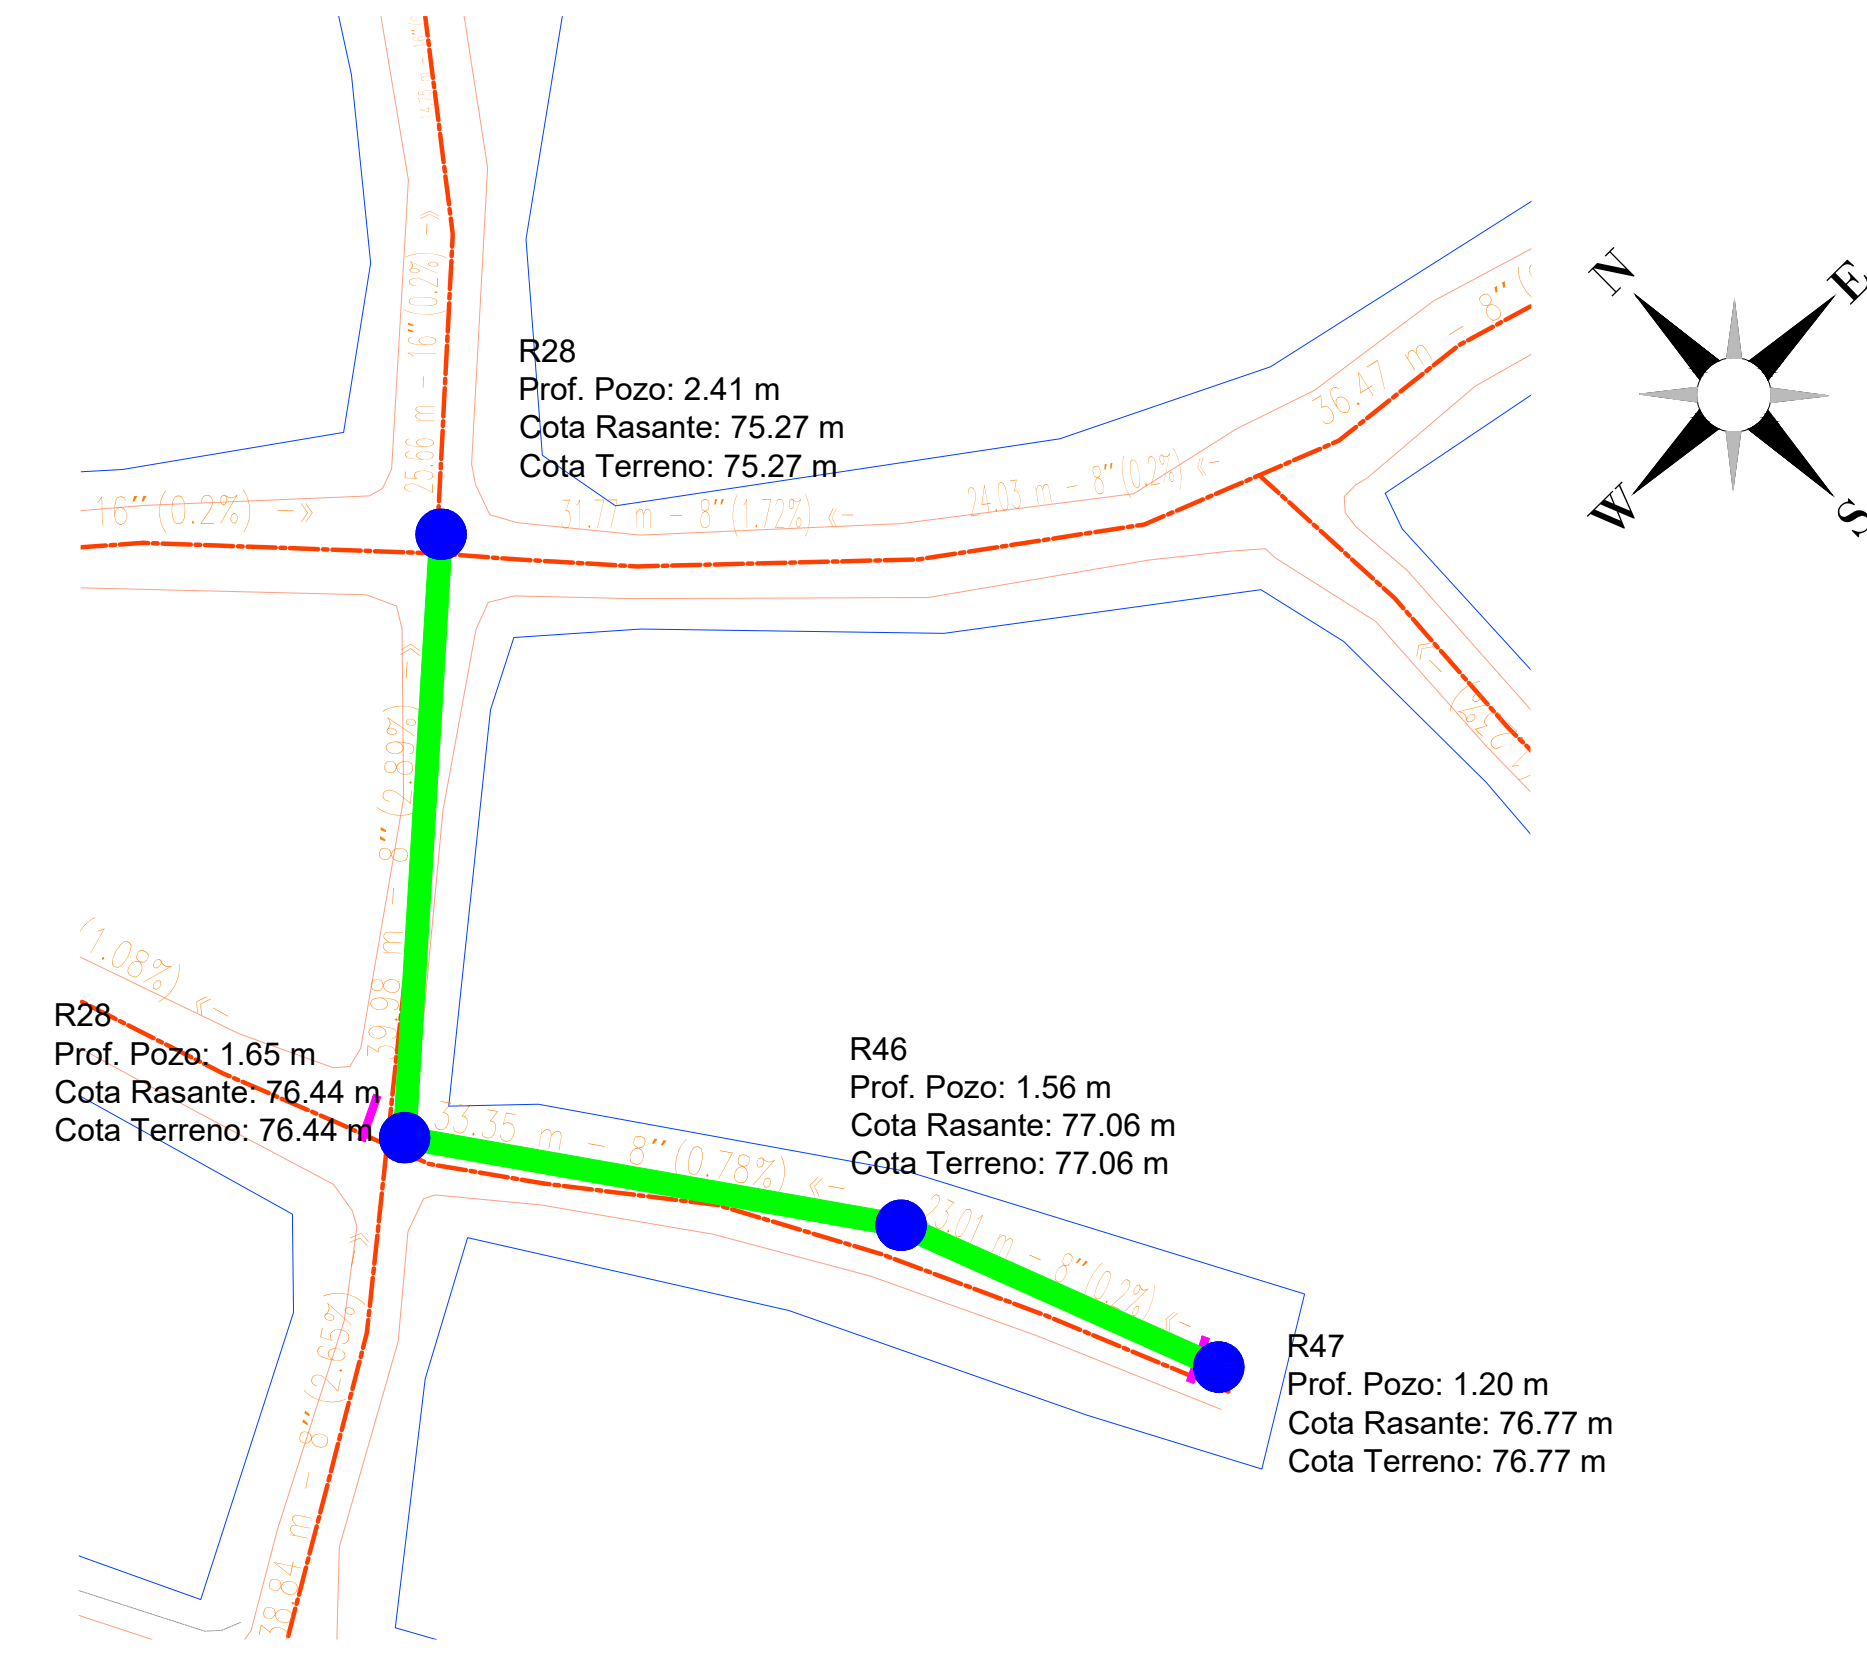 14.75 m - 16"(
25.66 m - 16" (0.2%) -»
R28
Prof. Pozo: 2.41 m
Cota Rasante: 75.27 m
Cota Terreno: 75.27 m
N
E
W
S
16" (0.2%) -»
31.77 m - 8"(1.72%) «-
24.03 m - 8"(0.2%) «-
36.47 m - 8"(
39.98 m - 8" (2.89%) -»
(1.08%) «-
R28
Prof. Pozo: 1.65 m
Cota Rasante: 76.44 m
Cota Terreno: 76.44 m
33.35 m - 8"(0.78%) «-
R46
Prof. Pozo: 1.56 m
Cota Rasante: 77.06 m
Cota Terreno: 77.06 m
23.01 m - 8"(0.2%) «-
R47
Prof. Pozo: 1.20 m
Cota Rasante: 76.77 m
Cota Terreno: 76.77 m
38.84 m - 8" (2.65%) -»